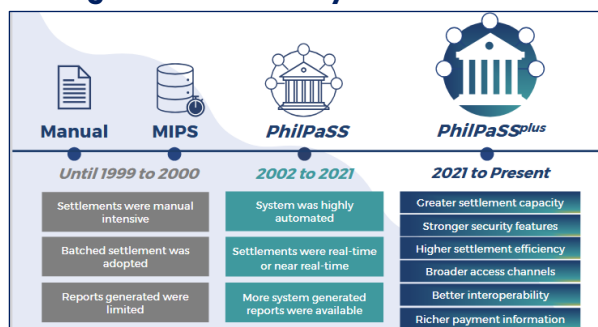 Manual
MIPS
PhilPaSS
PhilPaSSplus
Until 1999 to 2000
2002 to 2021
2021 to Present
Settlements were manual
intensive
Batched settlement was
adopted
Reports generated were
limited
System was highly
automated
Settlements were real-time
or near real-time
More system generated
reports were available
Greater settlement capacity
Stronger security features
Higher settlement efficiency
Broader access channels
Better interoperability
Richer payment information